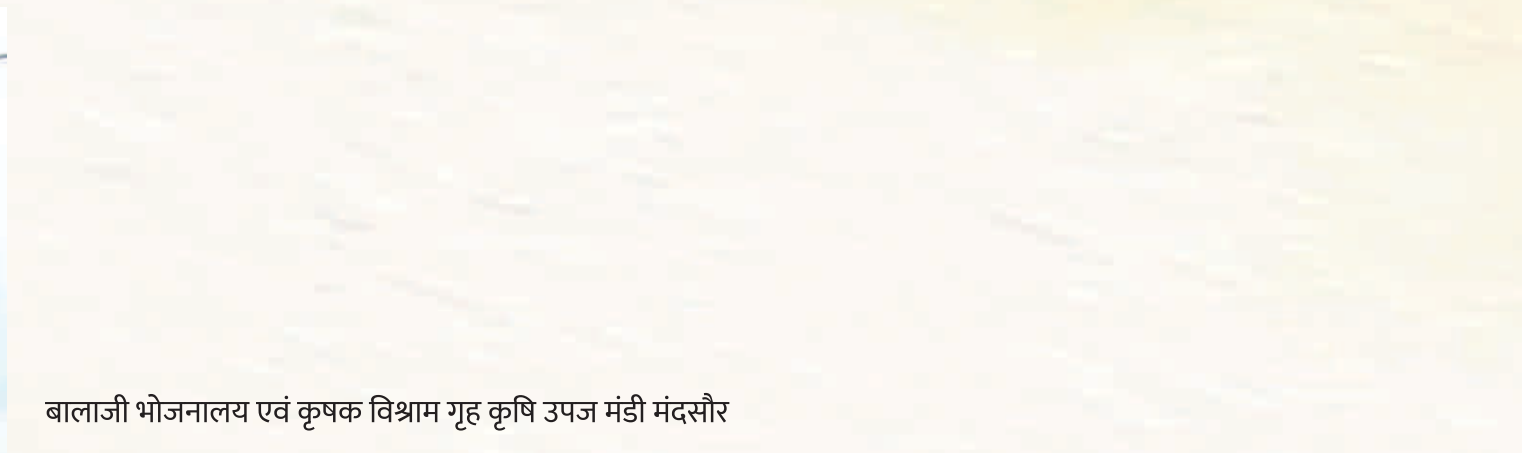 बालाजी भोजनालय एवं कृषक विश्राम गृह कृषि उपज मंडी मंदसौर